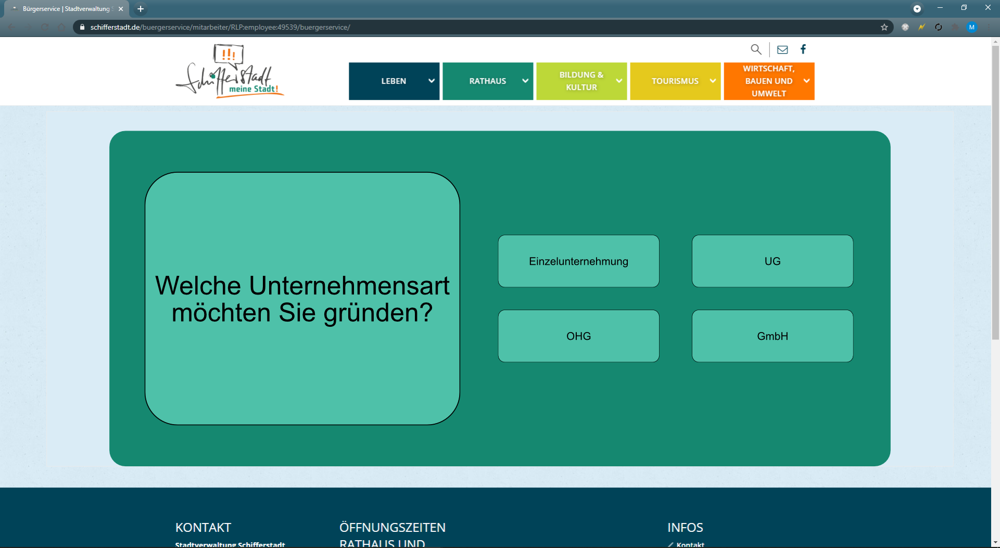 Bürgerservice | Stadtverwaltung S
schifferstadt.de/buergerservice/mitarbeiter/RLP:employee:49539/buergerservice/
M
!!!
Schifferstadt
meine Stadt!
LEBEN
RATHAUS
BILDUNG &
KULTUR
TOURISMUS
WIRTSCHAFT,
BAUEN UND
UMWELT
Welche Unternehmensart
möchten Sie gründen?
Einzelunternehmung
UG
OHG
GmbH
KONTAKT
Stadtverwaltung Schifferstadt
ÖFFNUNGSZEITEN
RATHAUS UND
INFOS
Kontakt